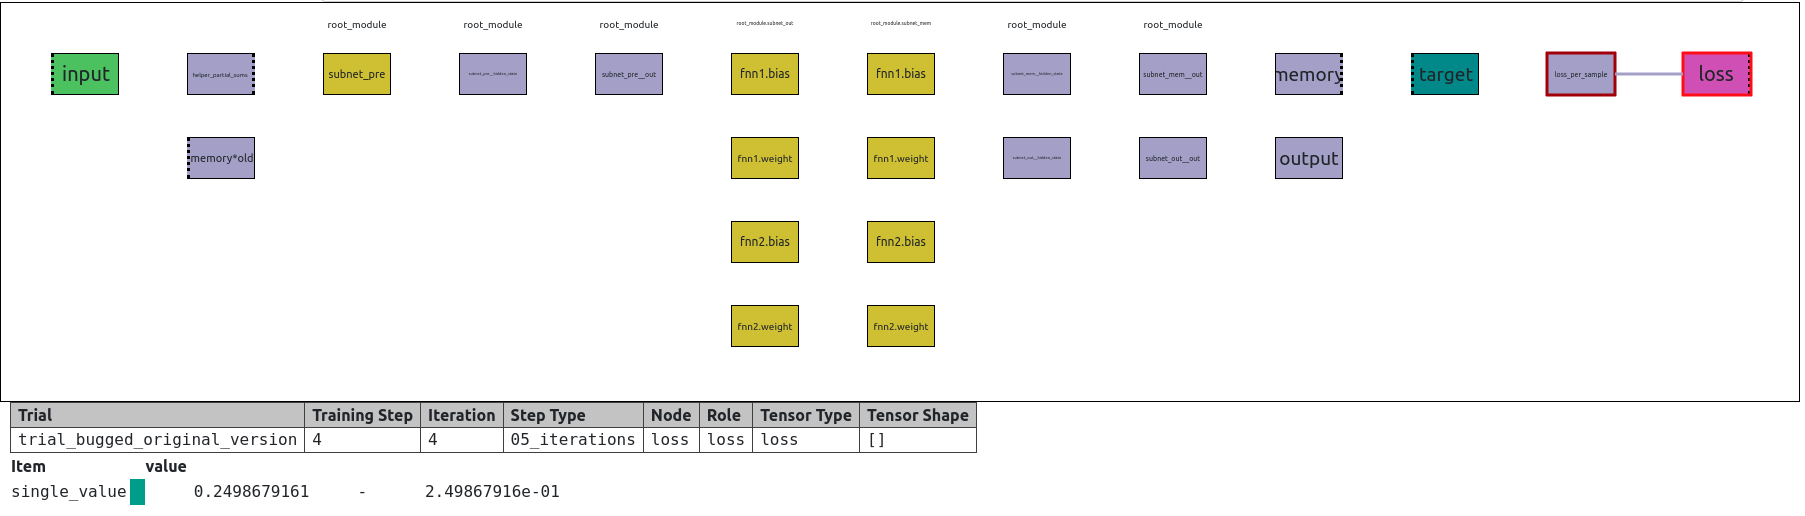 root_module root_module root_module root_module.subnet_out root_module.subnet_mem root_module root_module
input helper_partial_sums subnet_pre subnet_pre__hidden_state subnet_pre__out fnn1.bias fnn1.bias subnet_mem__hidden_state subnet_mem__out memory target loss_per_sample loss
memory*old fnn1.weight fnn1.weight subnet_out__hidden_state subnet_out__out output
fnn2.bias fnn2.bias
fnn2.weight fnn2.weight
Trial Training Step Iteration Step Type Node Role Tensor Type Tensor Shape
trial_bugged_original_version 4 4 05_iterations loss loss loss []
Item value
single_value 0.2498679161 - 2.49867916e-01